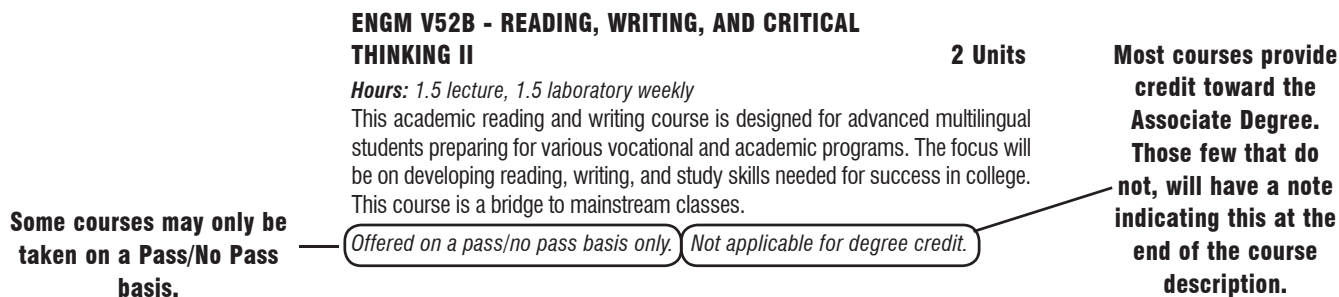 ENGM V52B - READING, WRITING, AND CRITICAL
THINKING II 2 Units
Hours: 1.5 lecture, 1.5 laboratory weekly
This academic reading and writing course is designed for advanced multilingual
students preparing for various vocational and academic programs. The focus will
be on developing reading, writing, and study skills needed for success in college.
This course is a bridge to mainstream classes.
Offered on a pass/no pass basis only. Not applicable for degree credit.
Some courses may only be
taken on a Pass/No Pass
basis.
Most courses provide
credit toward the
Associate Degree.
Those few that do
not, will have a note
indicating this at the
end of the course
description.